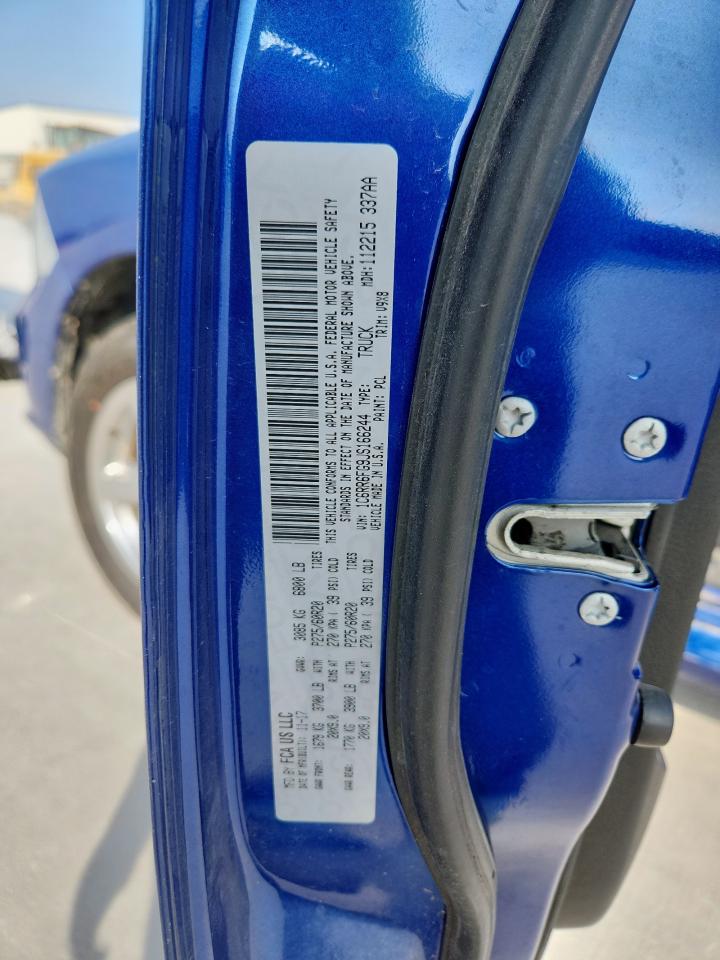 MFD BY FCA US LLC
DATE OF MFR(BUILT): 11-17 GVWR: 3085 KG 6800 LB
GAWR FRONT: 1679 KG 3700 LB WITH P275/60R20 TIRES
20X9.0 RIMS AT 270 KPA ( 39 PSI) COLD
GAWR REAR: 1770 KG 3900 LB WITH P275/60R20 TIRES
20X9.0 RIMS AT 270 KPA ( 39 PSI) COLD
THIS VEHICLE CONFORMS TO ALL APPLICABLE U.S.A. FEDERAL MOTOR VEHICLE SAFETY
STANDARDS IN EFFECT ON THE DATE OF MANUFACTURE SHOWN ABOVE.
VIN: 1C6RR6FG9JS166244 TYPE: TRUCK MDH: 112215 337AA
VEHICLE MADE IN U.S.A. PAINT: PCL TRIM: V9X8